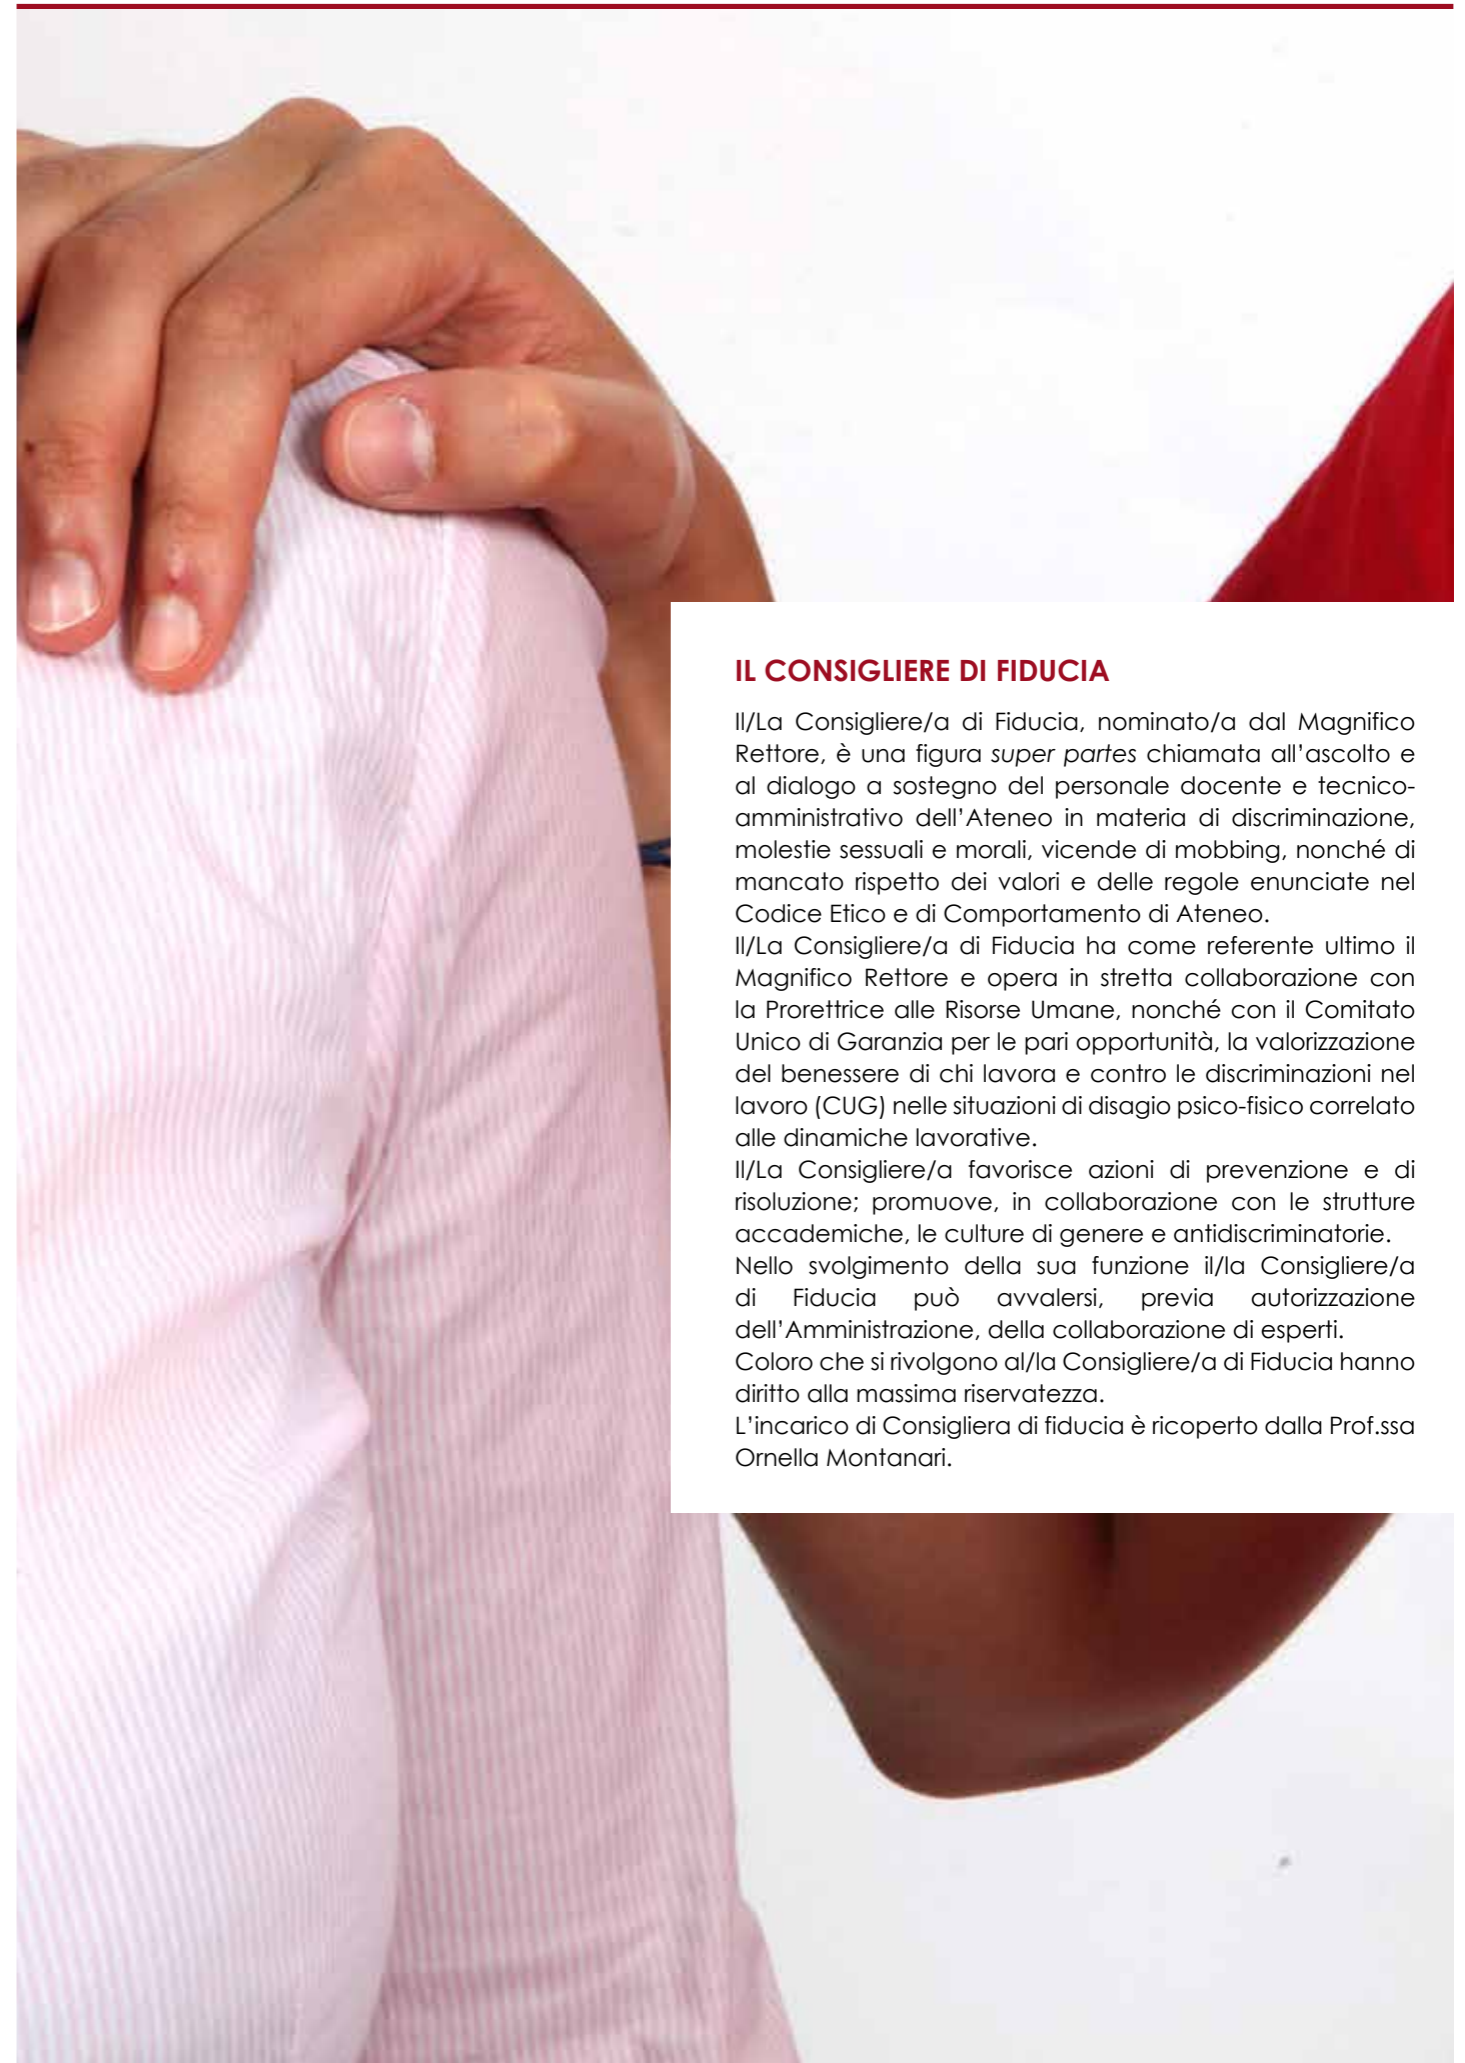 IL CONSIGLIERE DI FIDUCIA
Il/La Consigliere/a di Fiducia, nominato/a dal Magnifico
Rettore, è una figura super partes chiamata all'ascolto e
al dialogo a sostegno del personale docente e tecnico-
amministrativo dell'Ateneo in materia di discriminazione,
molestie sessuali e morali, vicende di mobbing, nonché di
mancato rispetto dei valori e delle regole enunciate nel
Codice Etico e di Comportamento di Ateneo.
Il/La Consigliere/a di Fiducia ha come referente ultimo il
Magnifico Rettore e opera in stretta collaborazione con
la Prorettrice alle Risorse Umane, nonché con il Comitato
Unico di Garanzia per le pari opportunità, la valorizzazione
del benessere di chi lavora e contro le discriminazioni nel
lavoro (CUG) nelle situazioni di disagio psico-fisico correlato
alle dinamiche lavorative.
Il/La Consigliere/a favorisce azioni di prevenzione e di
risoluzione; promuove, in collaborazione con le strutture
accademiche, le culture di genere e antidiscriminatorie.
Nello svolgimento della sua funzione il/la Consigliere/a
di Fiducia può avvalersi, previa autorizzazione
dell'Amministrazione, della collaborazione di esperti.
Coloro che si rivolgono al/la Consigliere/a di Fiducia hanno
diritto alla massima riservatezza.
L'incarico di Consigliera di fiducia è ricoperto dalla Prof.ssa
Ornella Montanari.